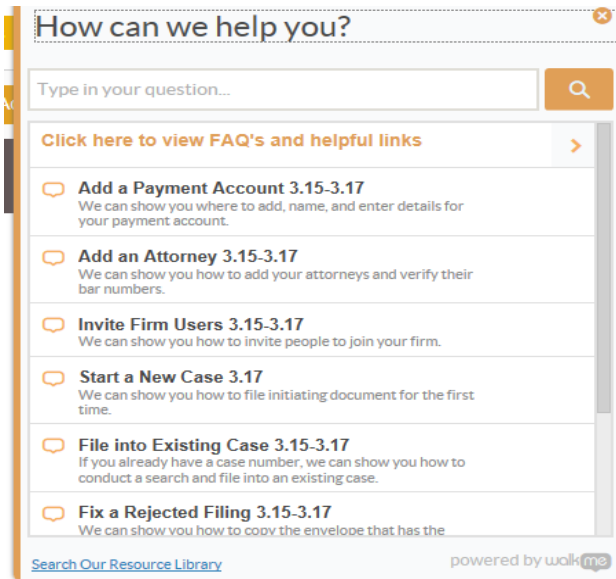 How can we help you?
Type in your question...
Click here to view FAQ's and helpful links
Add a Payment Account 3.15-3.17
We can show you where to add, name, and enter details for
your payment account.
Add an Attorney 3.15-3.17
We can show you how to add your attorneys and verify their
bar numbers.
Invite Firm Users 3.15-3.17
We can show you how to invite people to join your firm.
Start a New Case 3.17
We can show you how to file initiating document for the first
time.
File into Existing Case 3.15-3.17
If you already have a case number, we can show you how to
conduct a search and file into an existing case.
Fix a Rejected Filing 3.15-3.17
We can show you how to copy the envelope that has the
Search Our Resource Library
powered by walkme